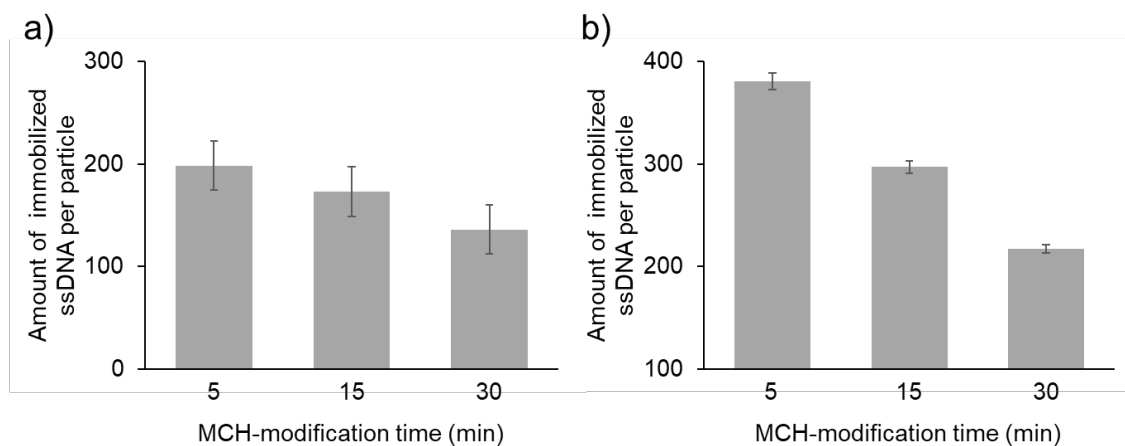 a)
300
200
100
0
Amount of immobilized
ssDNA per particle
5 15 30
MCH-modification time (min)
b)
400
300
200
100
Amount of immobilized
ssDNA per particle
5 15 30
MCH-modification time (min)